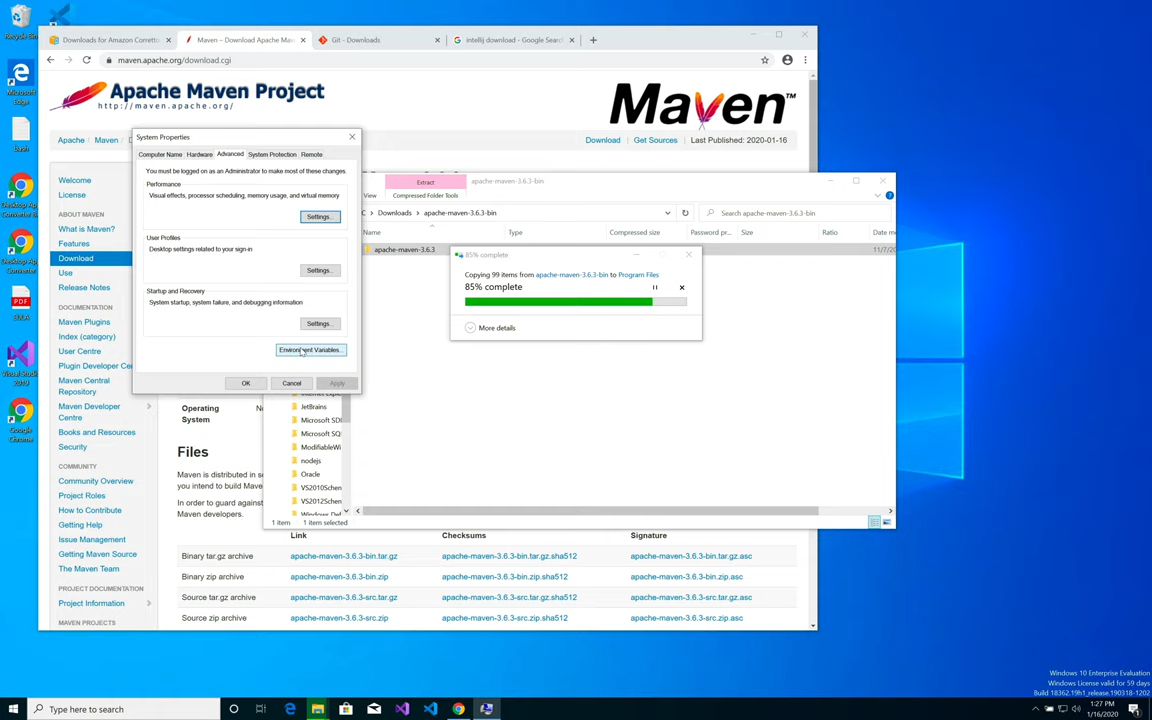 Recycle Bin
Microsoft Edge
Bash
Desktop Ap
Converter
Desktop Ap
Converter
EULA
Visual Studio
2019
Google
Chrome
Downloads for Amazon Corrett
Maven – Download Apache Ma
Git - Downloads
intellij download - Google Search
maven.apache.org/download.cgi
Apache Maven Project
http://maven.apache.org/
Maven™
Apache
Maven
Download
Get Sources
Last Published: 2020-01-16
Welcome
License
ABOUT MAVEN
What is Maven?
Features
Download
Use
Release Notes
DOCUMENTATION
Maven Plugins
Index (category)
User Centre
Plugin Developer Ce
Maven Central
Repository
Maven Developer
Centre
Books and Resources
Security
COMMUNITY
Community Overview
Project Roles
How to Contribute
Getting Help
Issue Management
Getting Maven Source
The Maven Team
PROJECT DOCUMENTATION
Project Information
MAVEN PROJECTS
System Properties
Computer Name
Hardware
Advanced
System Protection
Remote
You must be logged on as an Administrator to make most of these changes.
Performance
Visual effects, processor scheduling, memory usage, and virtual memory
Settings...
User Profiles
Desktop settings related to your sign-in
Settings...
Startup and Recovery
System startup, system failure, and debugging information
Settings...
Environment Variables...
OK
Cancel
Apply
Extract
apache-maven-3.6.3-bin
View
Compressed Folder Tools
Downloads
apache-maven-3.6.3-bin
Search apache-maven-3.6.3-bin
Name
Type
Compressed size
Password pr...
Size
Ratio
Date m
apache-maven-3.6.3
11/7/20
85% complete
Copying 99 items from apache-maven-3.6.3-bin to Program Files
85% complete
More details
JetBrains
Microsoft SDI
Microsoft SQ
ModifiableWi
nodejs
Oracle
VS2010Schen
VS2012Schen
1 item
1 item selected
Operating
System
Files
Maven is distributed in s
you intend to build Mave
In order to guard against
Maven developers.
Link
Checksums
Signature
Binary tar.gz archive
apache-maven-3.6.3-bin.tar.gz
apache-maven-3.6.3-bin.tar.gz.sha512
apache-maven-3.6.3-bin.tar.gz.asc
Binary zip archive
apache-maven-3.6.3-bin.zip
apache-maven-3.6.3-bin.zip.sha512
apache-maven-3.6.3-bin.zip.asc
Source tar.gz archive
apache-maven-3.6.3-src.tar.gz
apache-maven-3.6.3-src.tar.gz.sha512
apache-maven-3.6.3-src.tar.gz.asc
Source zip archive
apache-maven-3.6.3-src.zip
apache-maven-3.6.3-src.zip.sha512
apache-maven-3.6.3-src.zip.asc
Windows 10 Enterprise Evaluation
Windows License valid for 59 days
Build 18362.19h1_release.190318-1202
Type here to search
1:27 PM
1/16/2020